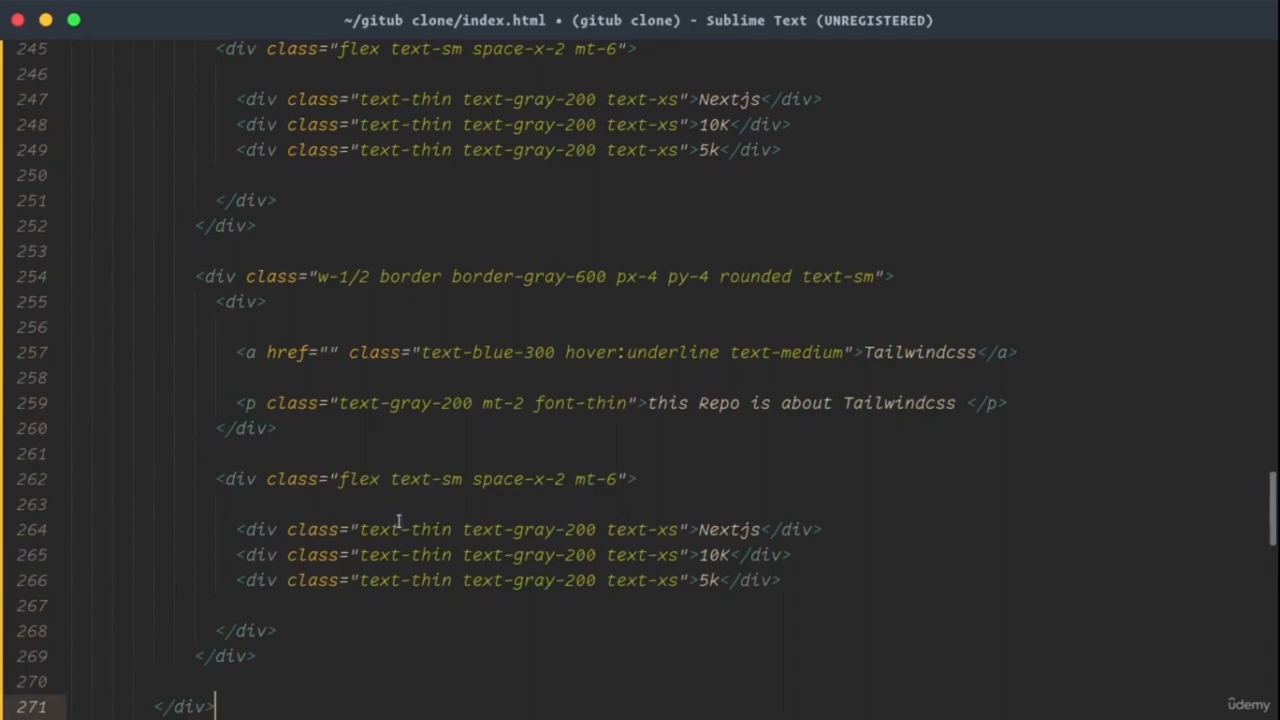 ~/gitub clone/index.html • (gitub clone) - Sublime Text (UNREGISTERED)
245 <div class="flex text-sm space-x-2 mt-6">
246
247 <div class="text-thin text-gray-200 text-xs">Nextjs</div>
248 <div class="text-thin text-gray-200 text-xs">10K</div>
249 <div class="text-thin text-gray-200 text-xs">5k</div>
250
251 </div>
252 </div>
253
254 <div class="w-1/2 border border-gray-600 px-4 py-4 rounded text-sm">
255 <div>
256
257 <a href="" class="text-blue-300 hover:underline text-medium">Tailwindcss</a>
258
259 <p class="text-gray-200 mt-2 font-thin">this Repo is about Tailwindcss </p>
260 </div>
261
262 <div class="flex text-sm space-x-2 mt-6">
263
264 <div class="text-thin text-gray-200 text-xs">Nextjs</div>
265 <div class="text-thin text-gray-200 text-xs">10K</div>
266 <div class="text-thin text-gray-200 text-xs">5k</div>
267
268 </div>
269 </div>
270
271 </div>
ûdemy